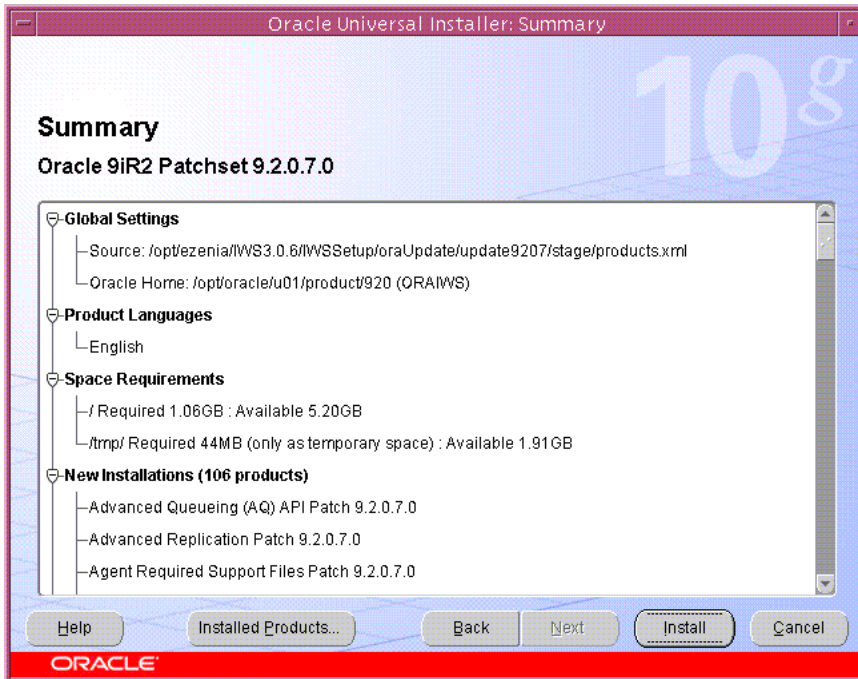 Oracle Universal Installer: Summary
10g
Summary
Oracle 9iR2 Patchset 9.2.0.7.0
Global Settings
Source: /opt/ezenia/IWS3.0.6/IWSSetup/oraUpdate/update9207/stage/products.xml
Oracle Home: /opt/oracle/u01/product/920 (ORAIWS)
Product Languages
English
Space Requirements
/ Required 1.06GB : Available 5.20GB
/tmp/ Required 44MB (only as temporary space) : Available 1.91GB
New Installations (106 products)
Advanced Queueing (AQ) API Patch 9.2.0.7.0
Advanced Replication Patch 9.2.0.7.0
Agent Required Support Files Patch 9.2.0.7.0
Help Installed Products... Back Next Install Cancel
ORACLE